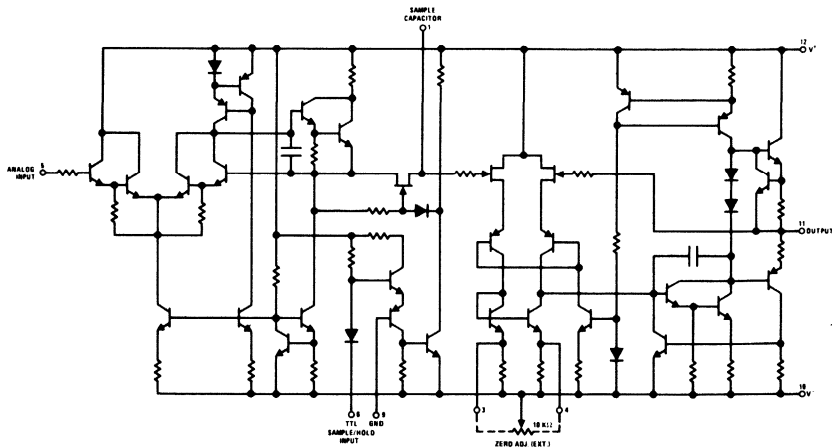 SAMPLE
CAPACITOR
1
12
V+
5
ANALOG
INPUT
11
OUTPUT
10
V-
8
9
3
4
TTL
GND
10 KΩ
SAMPLE/HOLD
INPUT
ZERO ADJ. (EXT.)